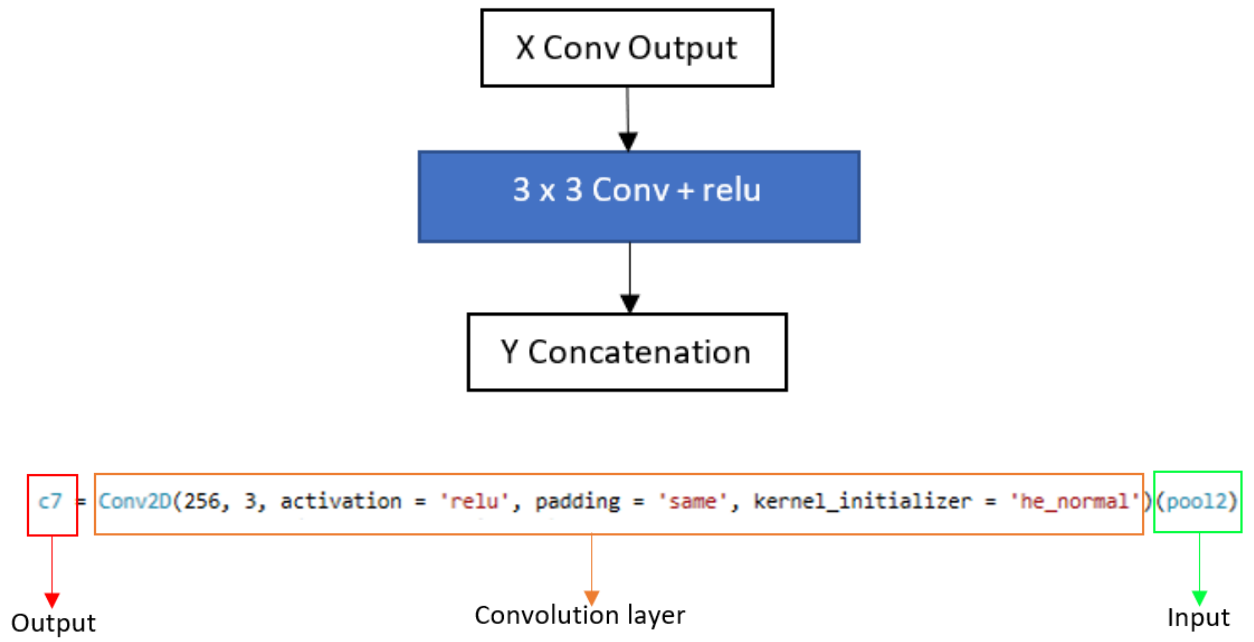 X Conv Output
3 x 3 Conv + relu
Y Concatenation
c7 = Conv2D(256, 3, activation = 'relu', padding = 'same', kernel_initializer = 'he_normal')(pool2)
Output
Convolution layer
Input